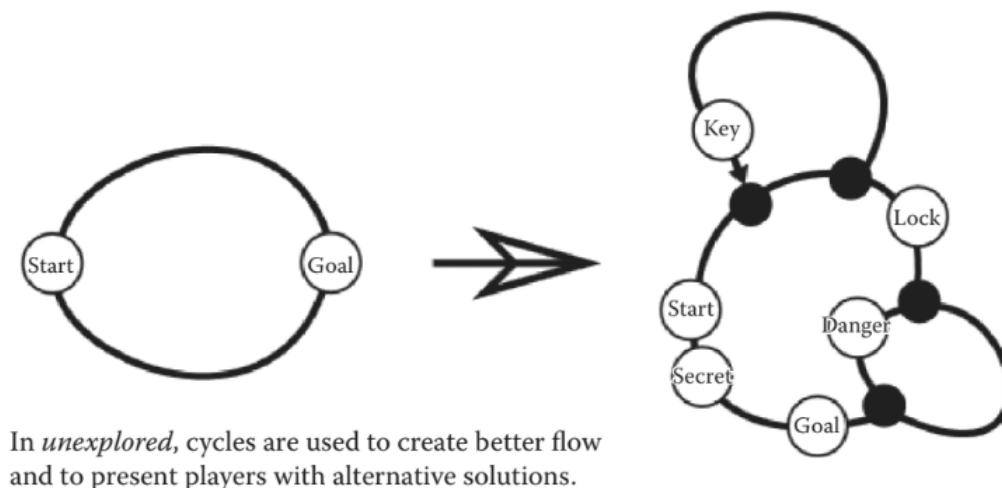 Start
Goal
Key
Lock
Start
Danger
Secret
Goal
In unexplored, cycles are used to create better flow
and to present players with alternative solutions.